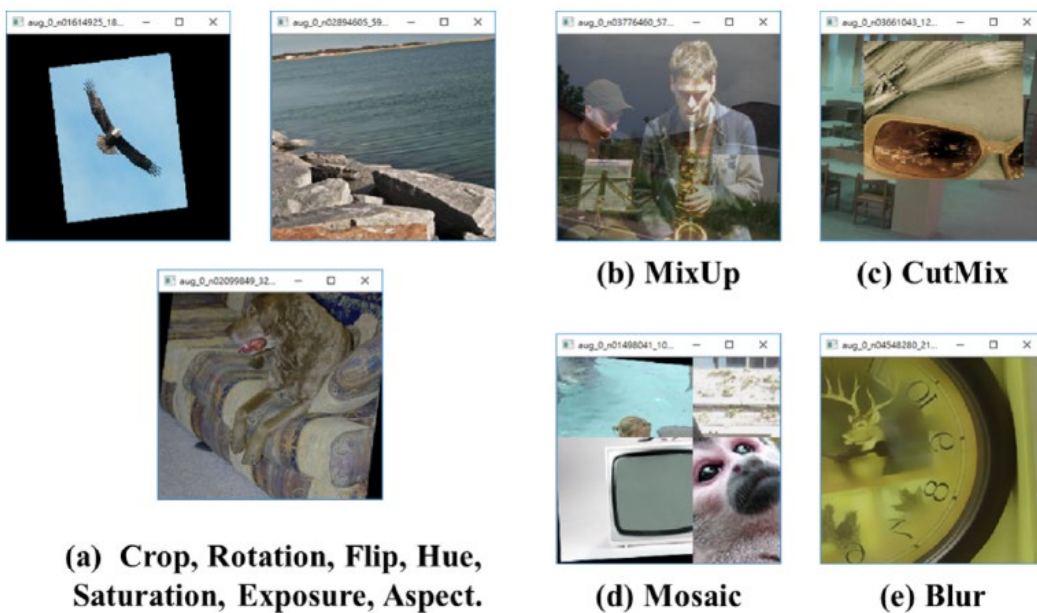 aug_0_n01614925_18...
aug_0_n02894605_59...
aug_0_n03776460_57...
aug_0_n03661043_12...
(b) MixUp
(c) CutMix
aug_0_n02099849_32...
aug_0_n01498041_10...
aug_0_n04548280_21...
(a) Crop, Rotation, Flip, Hue,
Saturation, Exposure, Aspect.
(d) Mosaic
(e) Blur